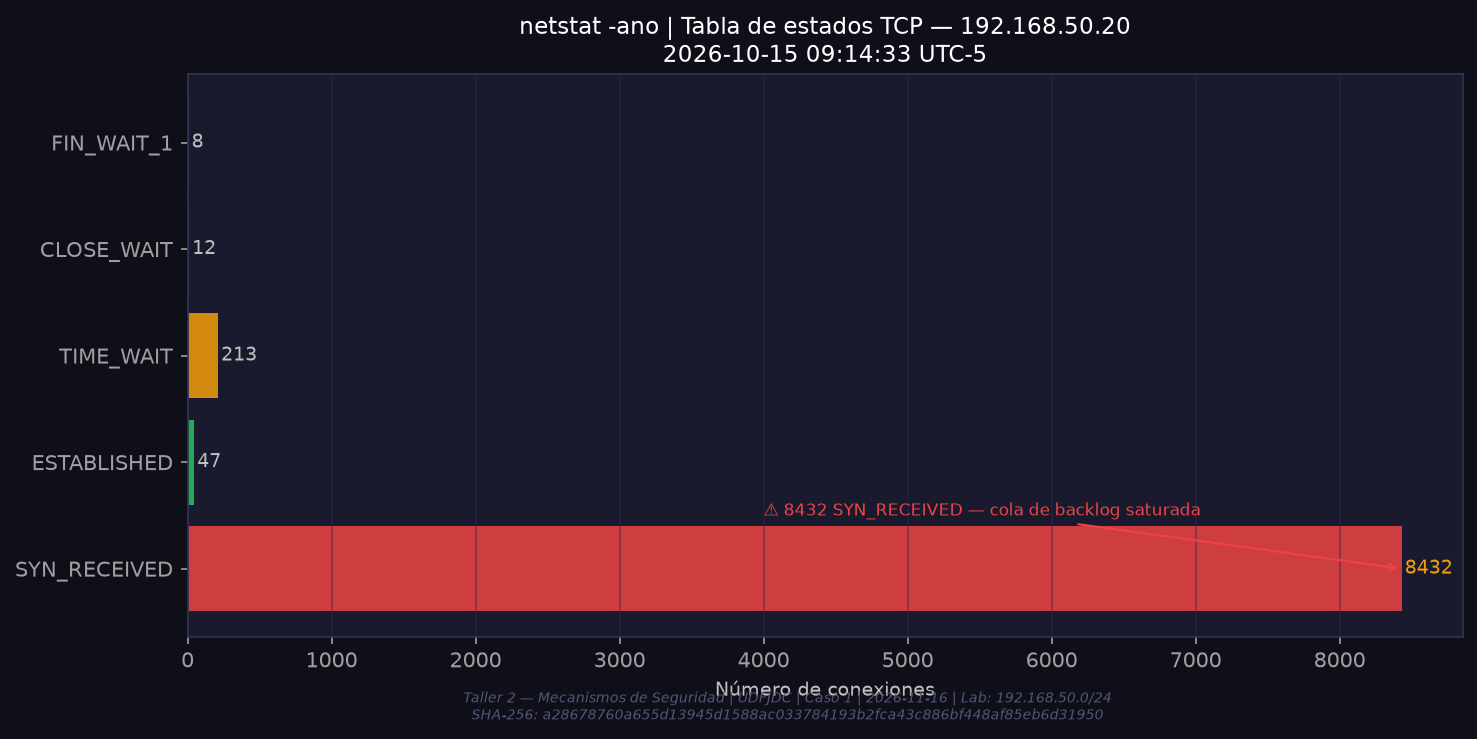 netstat -ano | Tabla de estados TCP — 192.168.50.20
2026-10-15 09:14:33 UTC-5
FIN_WAIT_1
8
CLOSE_WAIT
12
TIME_WAIT
213
ESTABLISHED
47
⚠ 8432 SYN_RECEIVED — cola de backlog saturada
SYN_RECEIVED
8432
0 1000 2000 3000 4000 5000 6000 7000 8000
Número de conexiones
Taller 2 — Mecanismos de Seguridad | UDFJDC | Caso 1 | 2026-11-16 | Lab: 192.168.50.0/24
SHA-256: a28678760a655d13945d1588ac033784193b2fca43c886bf448af85eb6d31950